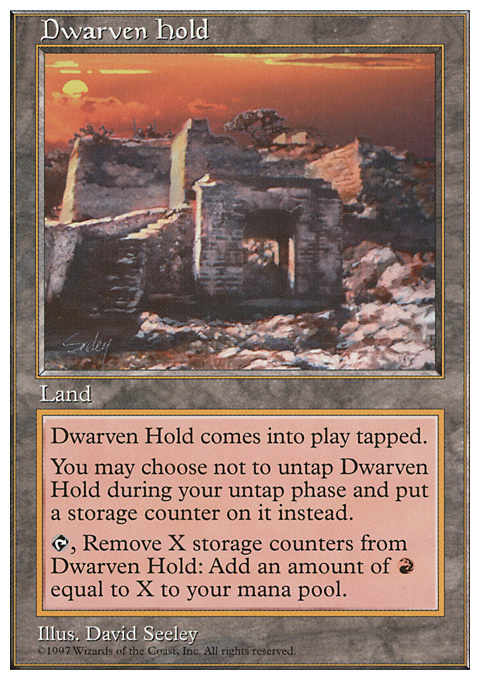 Dwarven Hold
Seeley
Land
Dwarven Hold comes into play tapped.
You may choose not to untap Dwarven
Hold during your untap phase and put
a storage counter on it instead.
, Remove X storage counters from
Dwarven Hold: Add an amount of
equal to X to your mana pool.
Illus. David Seeley
©1997 Wizards of the Coast, Inc. All rights reserved.